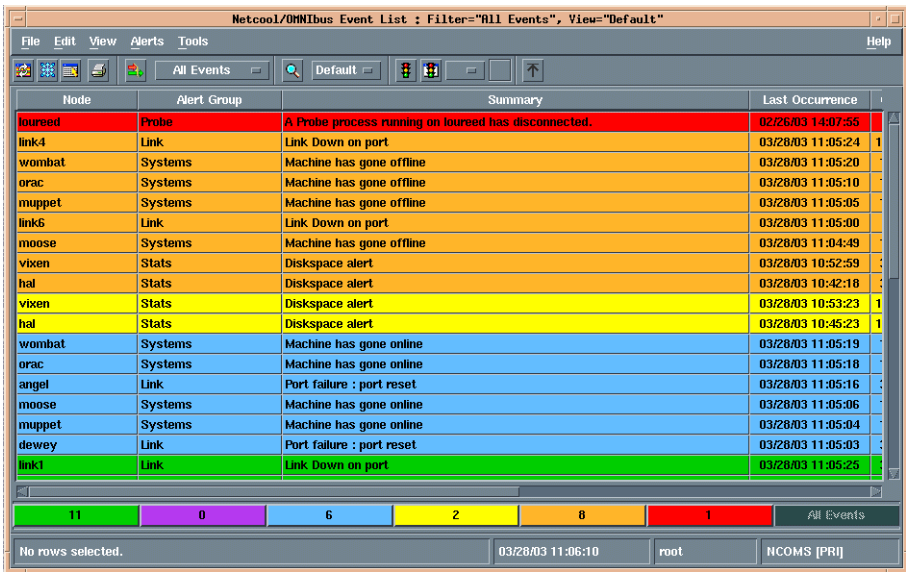 Netcool/OMNIbus Event List : Filter="All Events", View="Default"
File Edit View Alerts Tools Help
All Events Default
Node Alert Group Summary Last Occurrence
loureed Probe A Probe process running on loureed has disconnected. 02/26/03 14:07:55
link4 Link Link Down on port 03/28/03 11:05:24 1
wombat Systems Machine has gone offline 03/28/03 11:05:20
orac Systems Machine has gone offline 03/28/03 11:05:10
muppet Systems Machine has gone offline 03/28/03 11:05:05
link6 Link Link Down on port 03/28/03 11:05:00
moose Systems Machine has gone offline 03/28/03 11:04:49
vixen Stats Diskspace alert 03/28/03 10:52:59
hal Stats Diskspace alert 03/28/03 10:42:18
vixen Stats Diskspace alert 03/28/03 10:53:23 1
hal Stats Diskspace alert 03/28/03 10:45:23 1
wombat Systems Machine has gone online 03/28/03 11:05:19
orac Systems Machine has gone online 03/28/03 11:05:18
angel Link Port failure : port reset 03/28/03 11:05:16
moose Systems Machine has gone online 03/28/03 11:05:06
muppet Systems Machine has gone online 03/28/03 11:05:04
dewey Link Port failure : port reset 03/28/03 11:05:03
link1 Link Link Down on port 03/28/03 11:05:25
11 0 6 2 8 1 All Events
No rows selected. 03/28/03 11:06:10 root NCOMS [PRI]